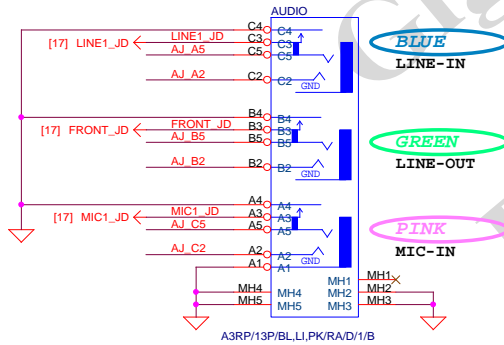 AUDIO
C4 C4
[17] LINE1_JD LINE1_JD C3 C3
AJ_A5 C5 C5
BLUE
LINE-IN
AJ_A2 C2 C2
GND
B4 B4
[17] FRONT_JD FRONT_JD B3 B3
AJ_B5 B5 B5
GREEN
LINE-OUT
AJ_B2 B2 B2
GND
A4 A4
[17] MIC1_JD MIC1_JD A3 A3
AJ_C5 A5 A5
PINK
MIC-IN
AJ_C2 A2 A2
GND
A1 A1
MH1 MH1
MH4 MH4 MH2 MH2
MH5 MH5 MH3 MH3
A3RP/13P/BL,LI,PK/RA/D/1/B